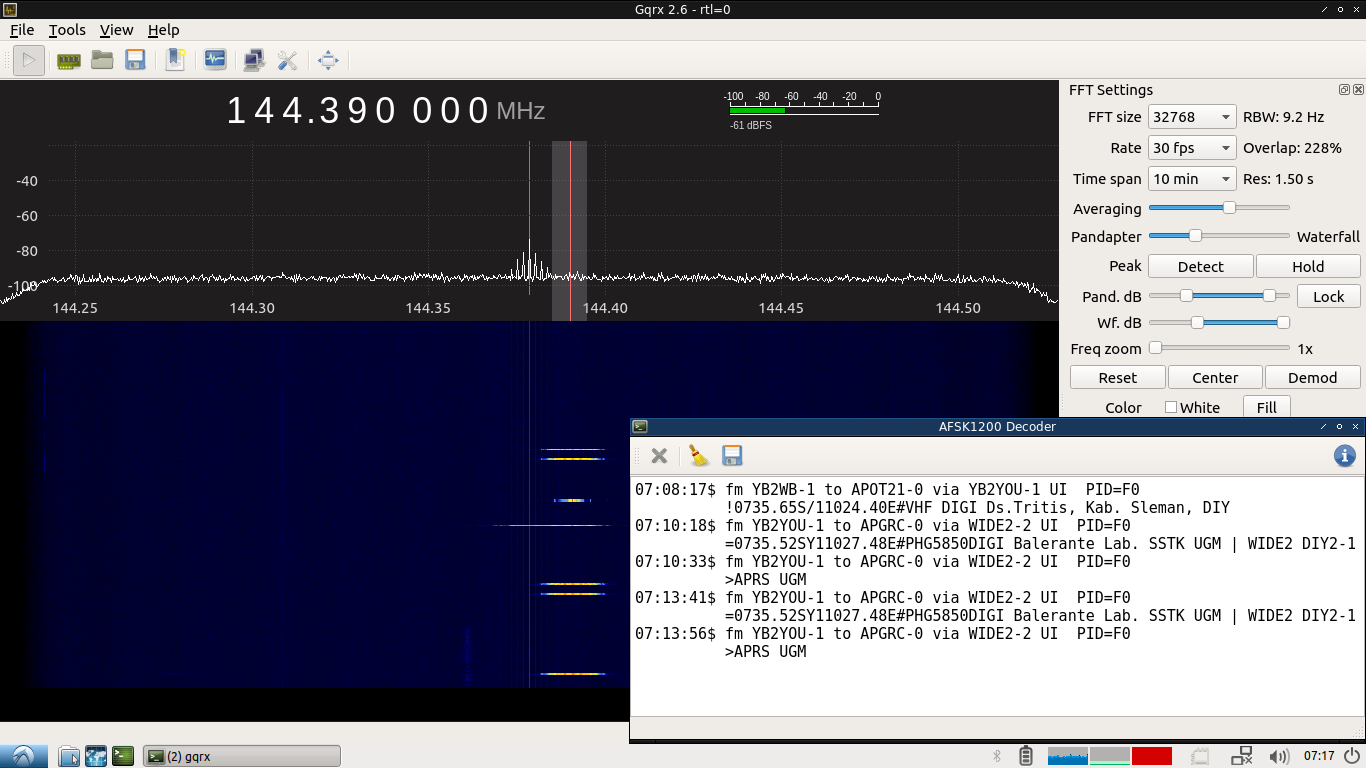 Gqrx 2.6 - rtl=0
File Tools View Help
144.390 000 MHz
-100 -80 -60 -40 -20 0
-61 dBFS
-40
-60
-80
-100
144.25 144.30 144.35 144.40 144.45 144.50
FFT Settings
FFT size 32768 RBW: 9.2 Hz
Rate 30 fps Overlap: 228%
Time span 10 min Res: 1.50 s
Averaging
Pandapter Waterfall
Peak Detect Hold
Pand. dB Lock
Wf. dB
Freq zoom 1x
Reset Center Demod
Color White Fill
AFSK1200 Decoder
07:08:17$ fm YB2WB-1 to APOT21-0 via YB2YOU-1 UI  PID=F0
!0735.65S/11024.40E#VHF DIGI Ds.Tritis, Kab. Sleman, DIY
07:10:18$ fm YB2YOU-1 to APGRC-0 via WIDE2-2 UI  PID=F0
=0735.52SY11027.48E#PHG5850DIGI Balerante Lab. SSTK UGM | WIDE2 DIY2-1
07:10:33$ fm YB2YOU-1 to APGRC-0 via WIDE2-2 UI  PID=F0
>APRS UGM
07:13:41$ fm YB2YOU-1 to APGRC-0 via WIDE2-2 UI  PID=F0
=0735.52SY11027.48E#PHG5850DIGI Balerante Lab. SSTK UGM | WIDE2 DIY2-1
07:13:56$ fm YB2YOU-1 to APGRC-0 via WIDE2-2 UI  PID=F0
>APRS UGM
(2) gqrx
07:17